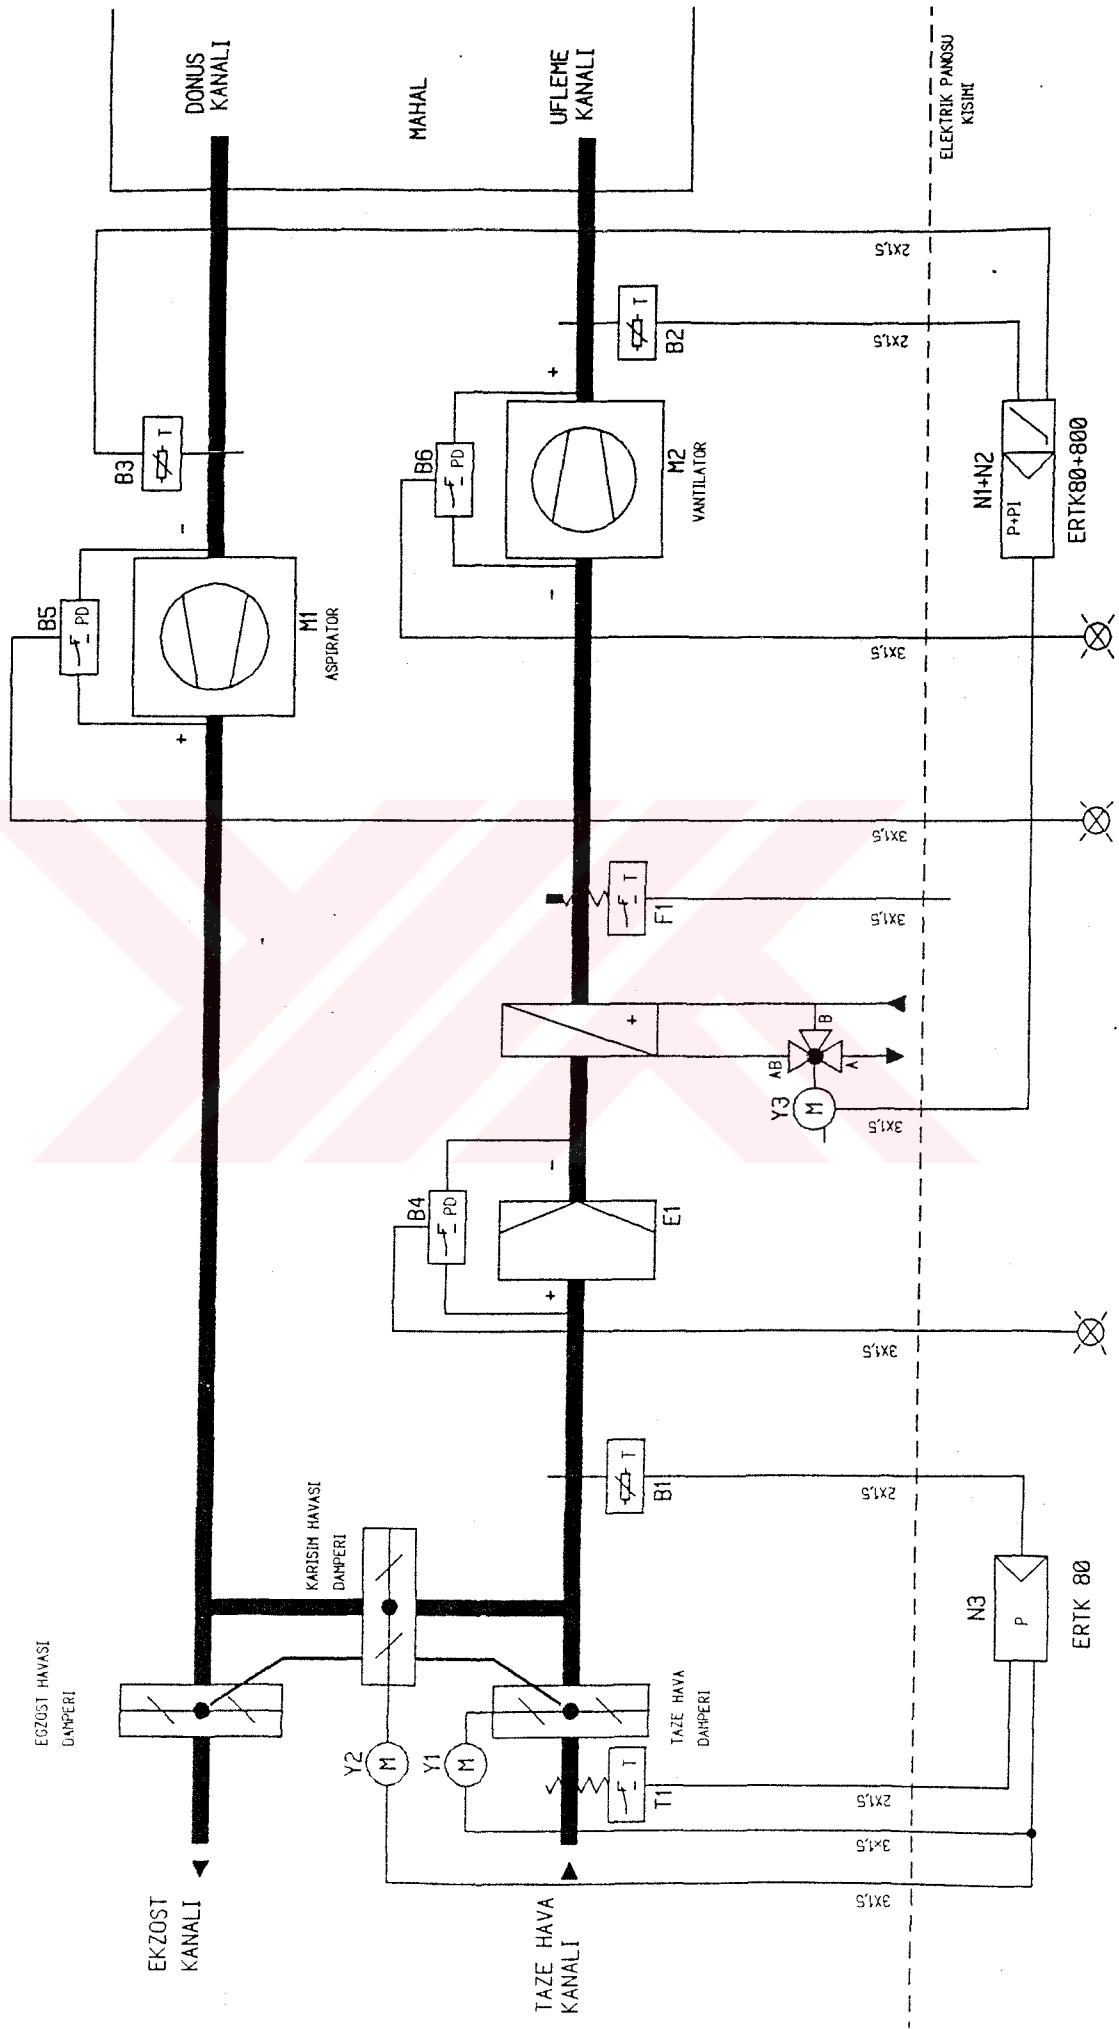 DONUS
KANALI
MAHAL
UFLEME
KANALI
ELEKTRIK PANOSU
KISIMI
2X1,5
T
B2
2X1,5
B3
T
-
+
B6
PD
M2
VANTILATOR
-
3X1,5
N1+N2
P+PI
ERTK80+800
B5
PD
M1
ASPIRATOR
+
3X1,5
T
F1
3X1,5
+
AB
B
A
Y3
M
3X1,5
B4
PD
-
+
E1
3X1,5
T
B1
2X1,5
KARISIM HAVASI
DAMPERI
N3
P
ERTK 80
EGZOST HAVASI
DAMPERI
TAZE HAVA
DAMPERI
Y2
M
Y1
M
T
T1
2X1,5
3x1,5
3X1,5
EKZOST
KANALI
TAZE HAVA
KANALI